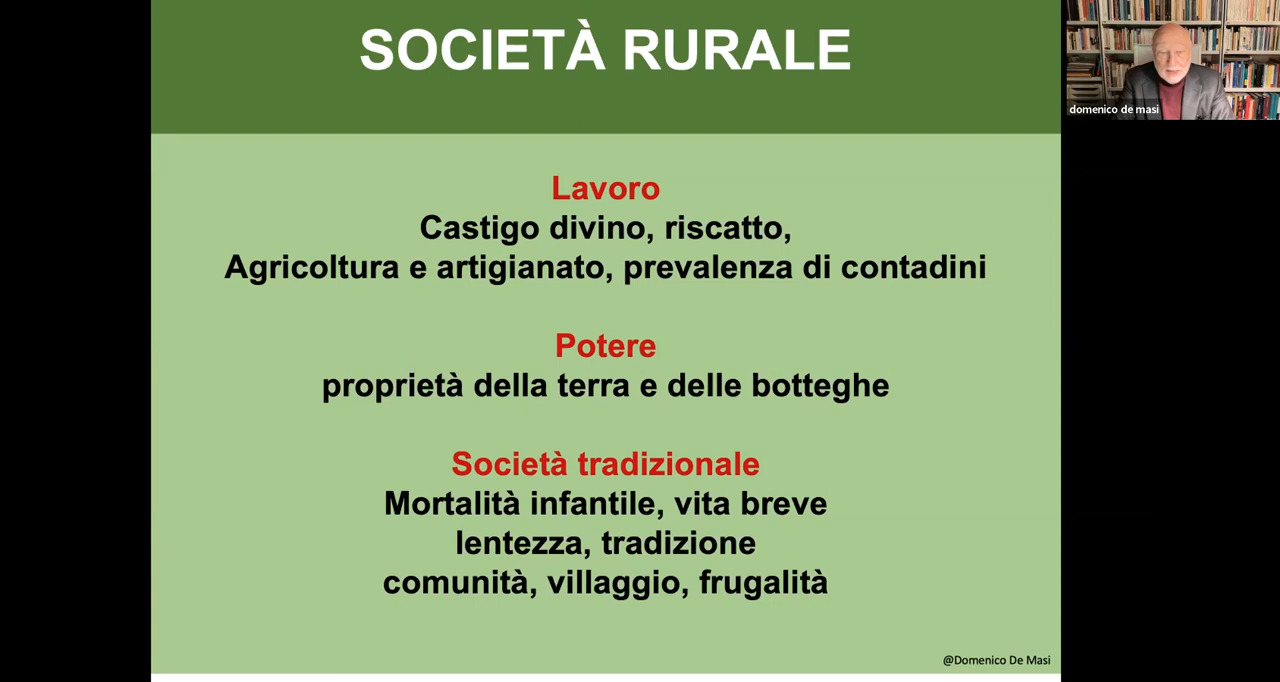 SOCIETÀ RURALE
domenico de masi
Lavoro
Castigo divino, riscatto,
Agricoltura e artigianato, prevalenza di contadini
Potere
proprietà della terra e delle botteghe
Società tradizionale
Mortalità infantile, vita breve
lentezza, tradizione
comunità, villaggio, frugalità
@Domenico De Masi